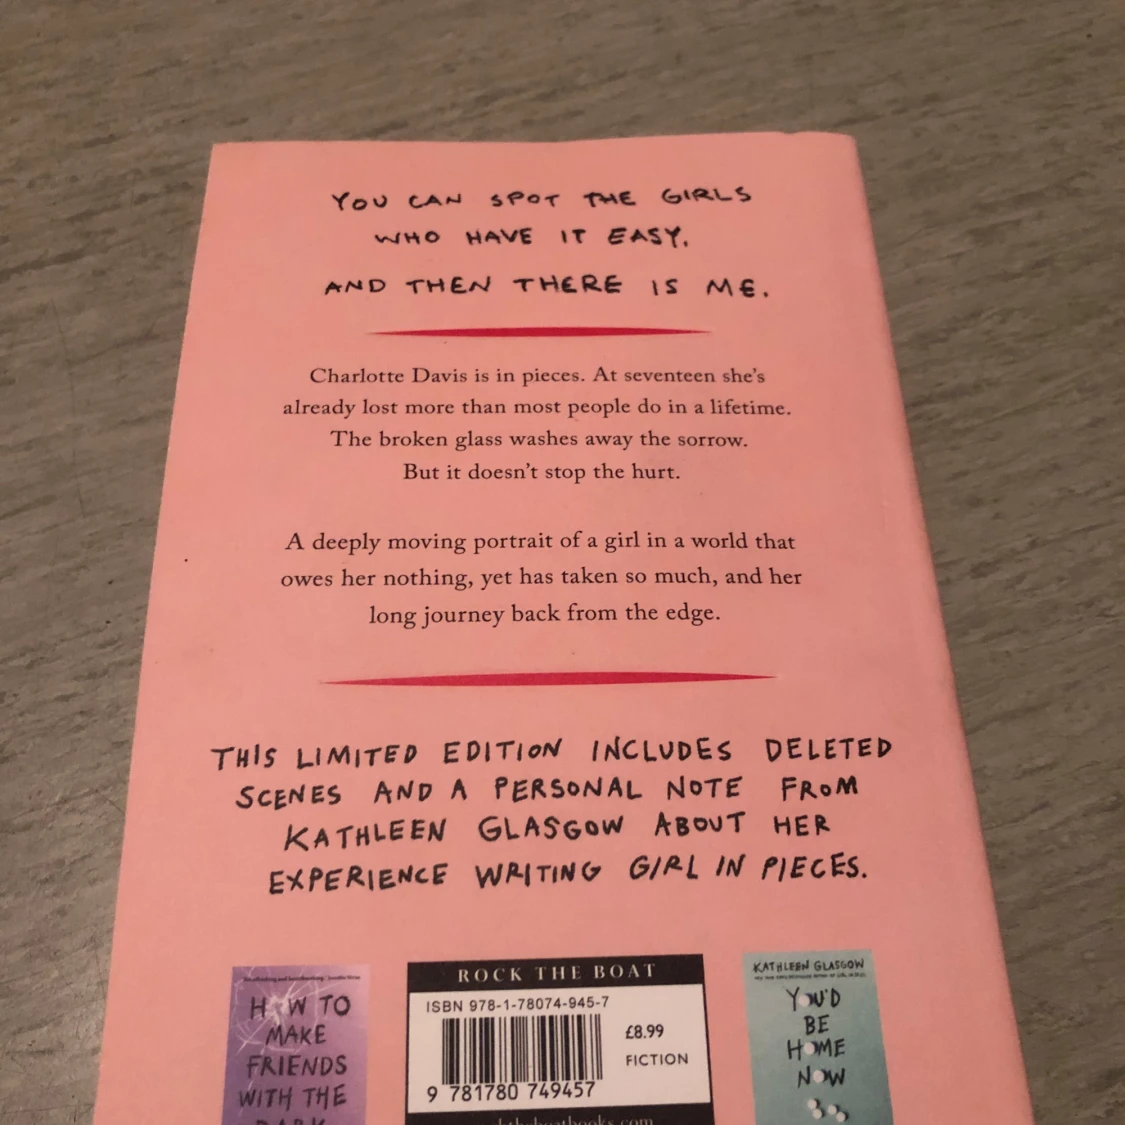 YOU CAN SPOT THE GIRLS
WHO HAVE IT EASY.
AND THEN THERE IS ME.
Charlotte Davis is in pieces. At seventeen she's
already lost more than most people do in a lifetime.
The broken glass washes away the sorrow.
But it doesn't stop the hurt.
A deeply moving portrait of a girl in a world that
owes her nothing, yet has taken so much, and her
long journey back from the edge.
THIS LIMITED EDITION INCLUDES DELETED
SCENES AND A PERSONAL NOTE FROM
KATHLEEN GLASGOW ABOUT HER
EXPERIENCE WRITING GIRL IN PIECES.
HOW TO
MAKE
FRIENDS
WITH THE
DARK
ROCK THE BOAT
ISBN 978-1-78074-945-7
£8.99
FICTION
9 781780 749457
KATHLEEN GLASGOW
YOU'D
BE
HOME
NOW